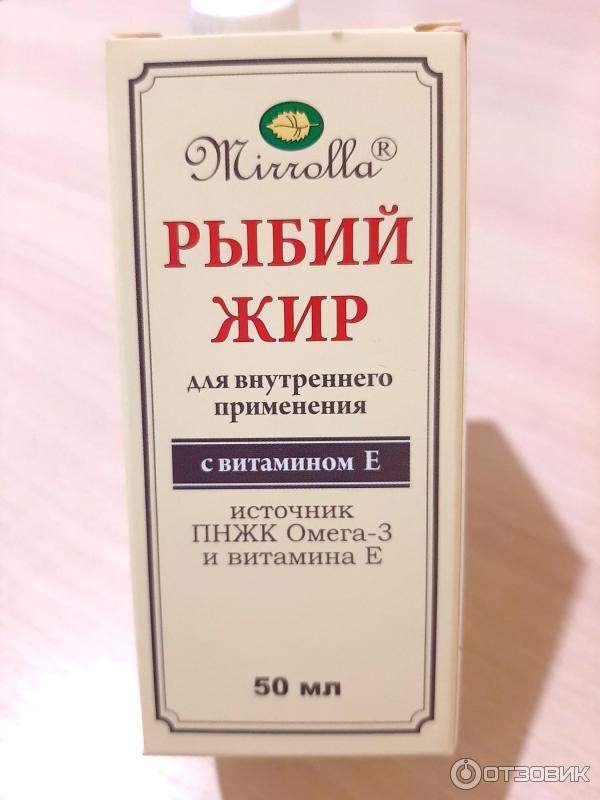 Mirrolla®
РЫБИЙ
ЖИР
для внутреннего
применения
с витамином Е
источник
ПНЖК Омега-3
и витамина Е
50 мл
ОТЗОВИК